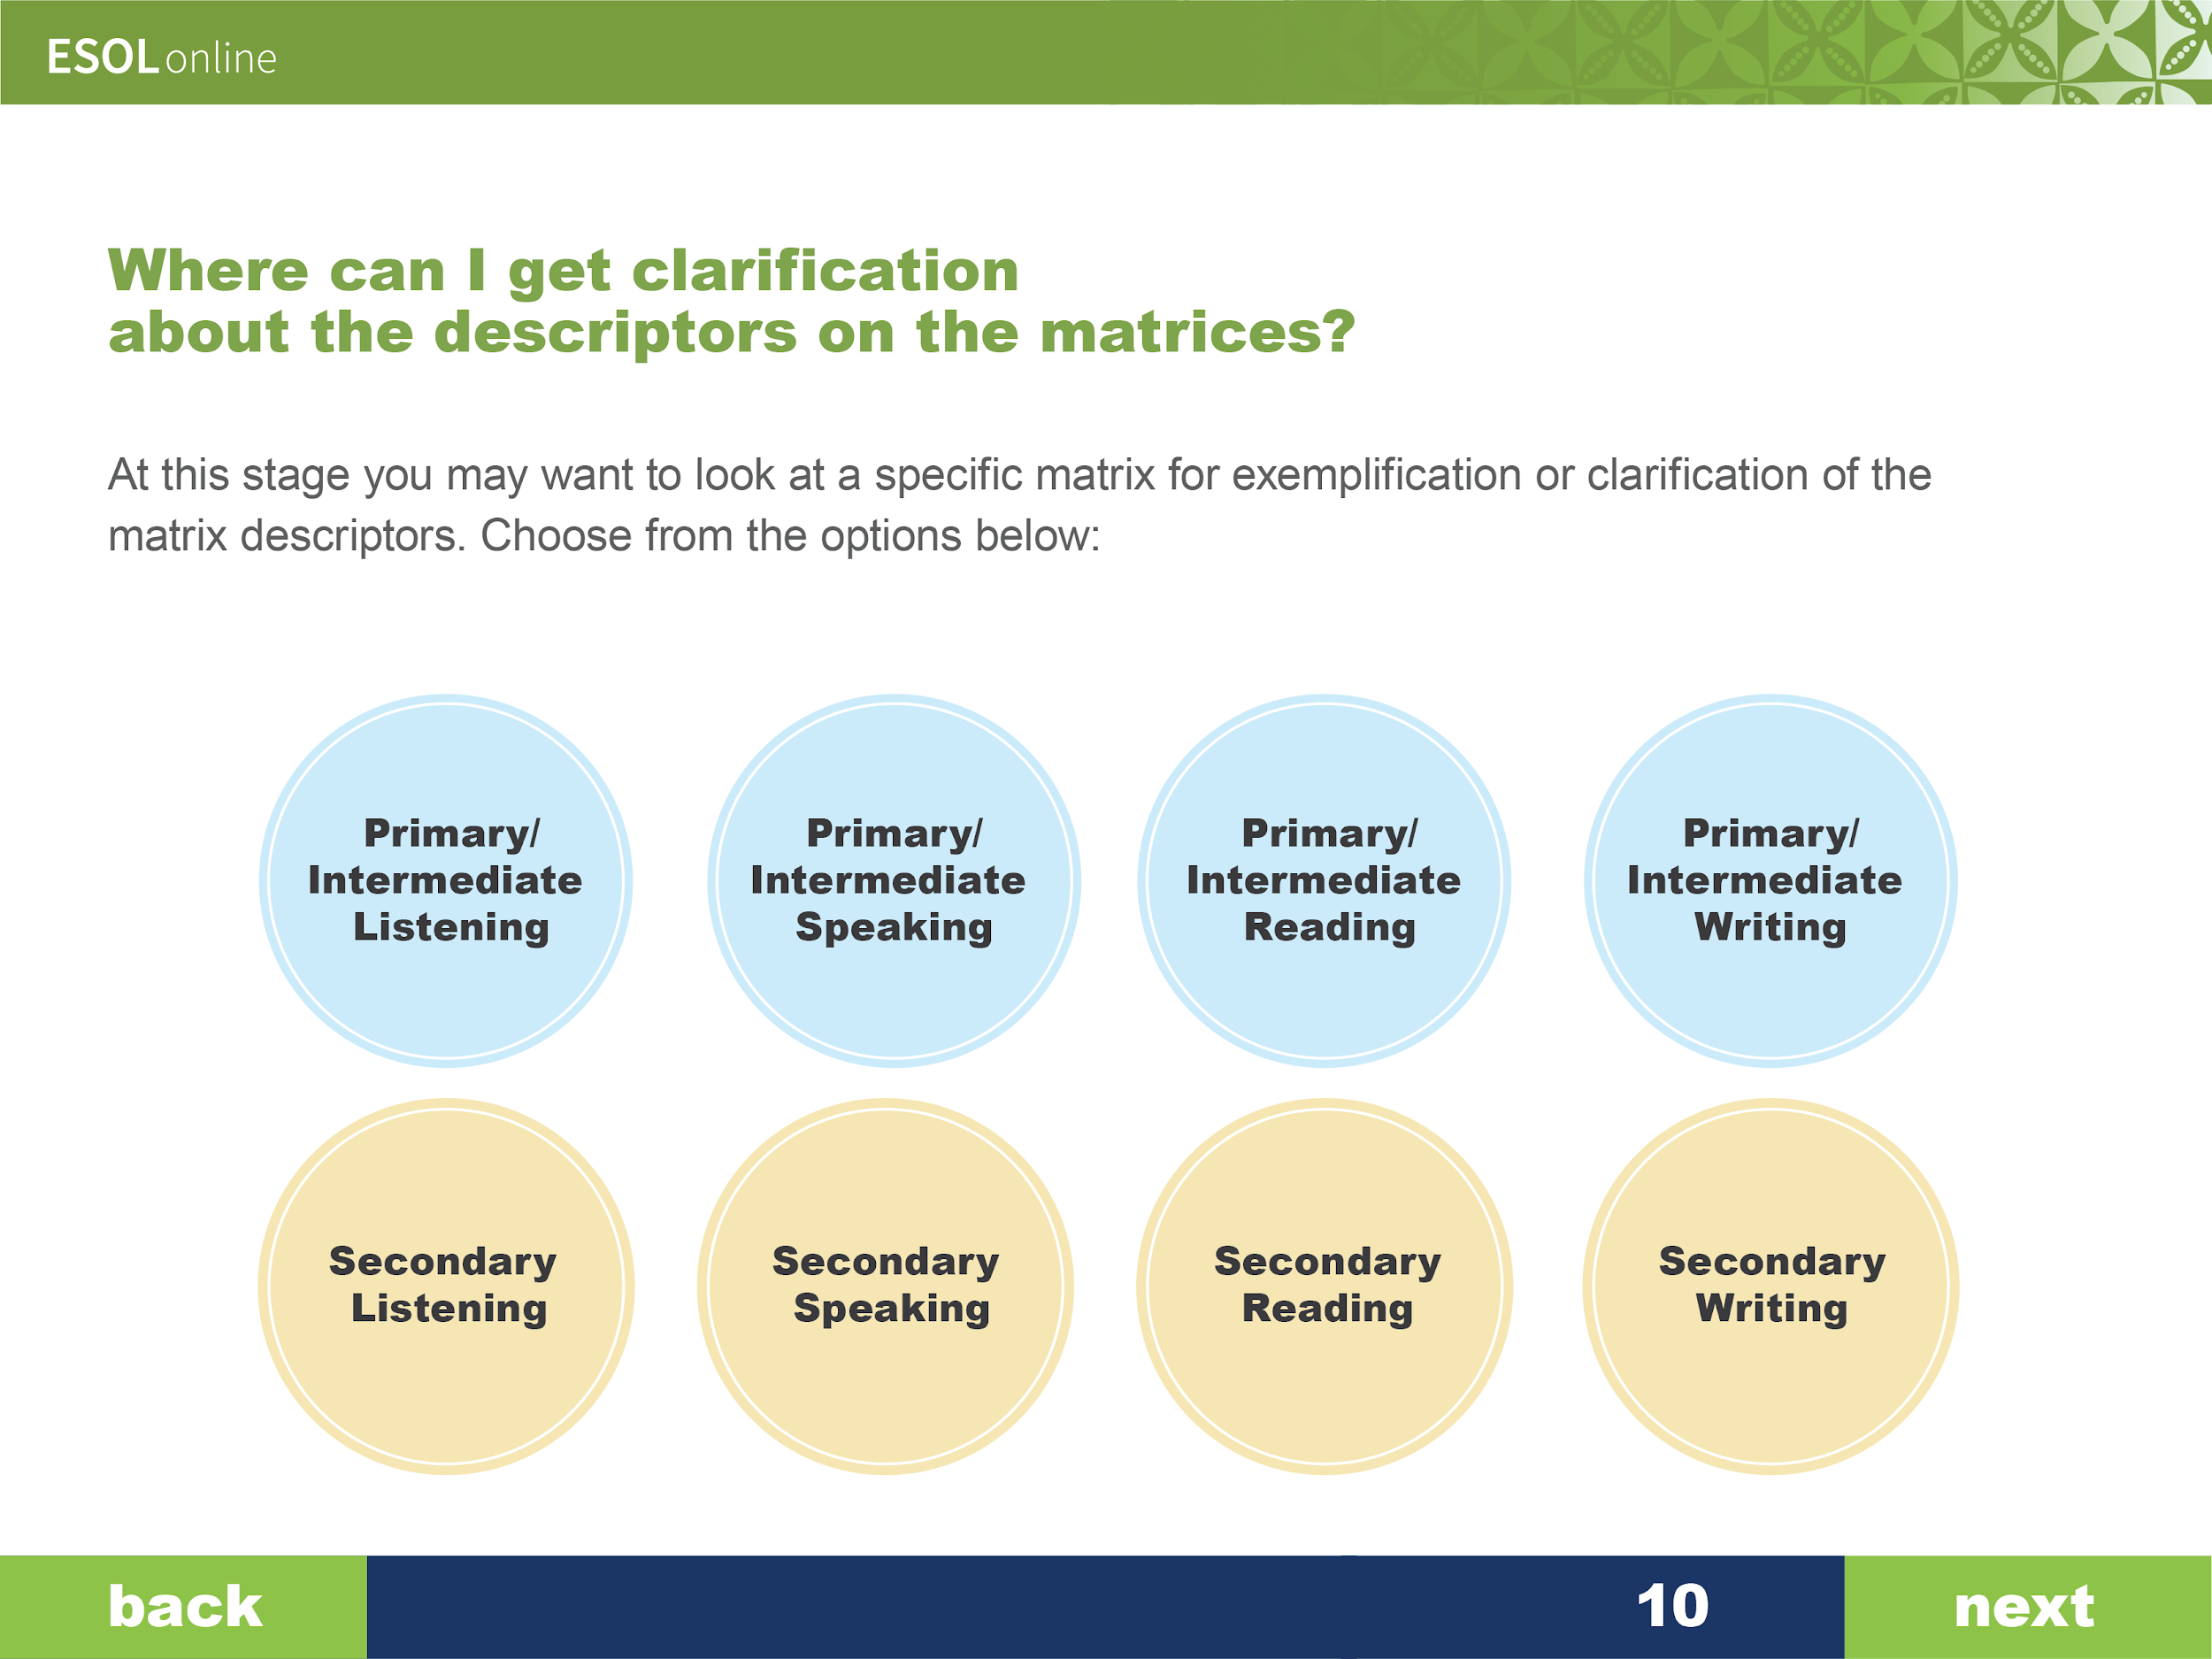 ESOL online
Where can I get clarification
about the descriptors on the matrices?
At this stage you may want to look at a specific matrix for exemplification or clarification of the
matrix descriptors. Choose from the options below:
Primary/
Intermediate
Listening
Primary/
Intermediate
Speaking
Primary/
Intermediate
Reading
Primary/
Intermediate
Writing
Secondary
Listening
Secondary
Speaking
Secondary
Reading
Secondary
Writing
back
10
next